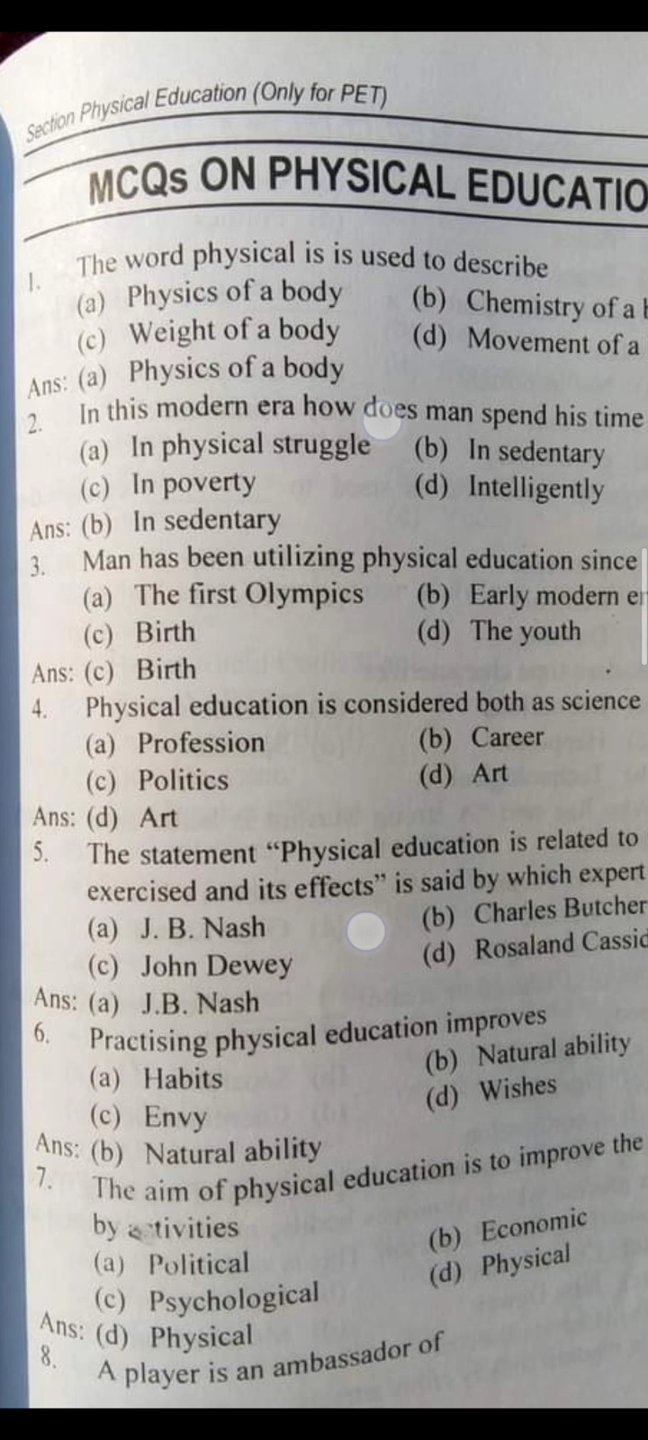 Section Physical Education (Only for PET)
MCQs ON PHYSICAL EDUCATIO
1. The word physical is is used to describe
(a) Physics of a body (b) Chemistry of a
(c) Weight of a body (d) Movement of a
Ans: (a) Physics of a body
2. In this modern era how does man spend his time
(a) In physical struggle (b) In sedentary
(c) In poverty (d) Intelligently
Ans: (b) In sedentary
3. Man has been utilizing physical education since
(a) The first Olympics (b) Early modern
(c) Birth (d) The youth
Ans: (c) Birth
4. Physical education is considered both as science
(a) Profession (b) Career
(c) Politics (d) Art
Ans: (d) Art
5. The statement “Physical education is related to
exercised and its effects” is said by which expert
(a) J. B. Nash (b) Charles Butcher
(c) John Dewey (d) Rosaland Cassid
Ans: (a) J.B. Nash
6. Practising physical education improves
(a) Habits (b) Natural ability
(c) Envy (d) Wishes
Ans: (b) Natural ability
7. The aim of physical education is to improve the
by activities
(a) Political (b) Economic
(c) Psychological (d) Physical
Ans: (d) Physical
8. A player is an ambassador of